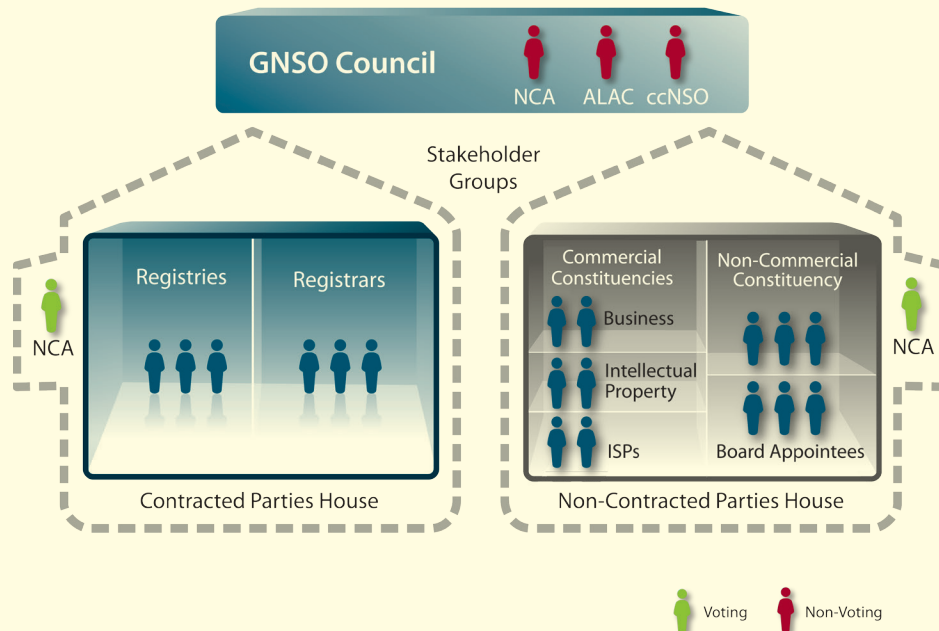 GNSO Council
NCA
ALAC
ccNSO
Stakeholder
Groups
NCA
Registries
Registrars
Contracted Parties House
Commercial
Constituencies
Business
Intellectual
Property
ISPs
Non-Commercial
Constituency
Board Appointees
Non-Contracted Parties House
NCA
Voting
Non-Voting